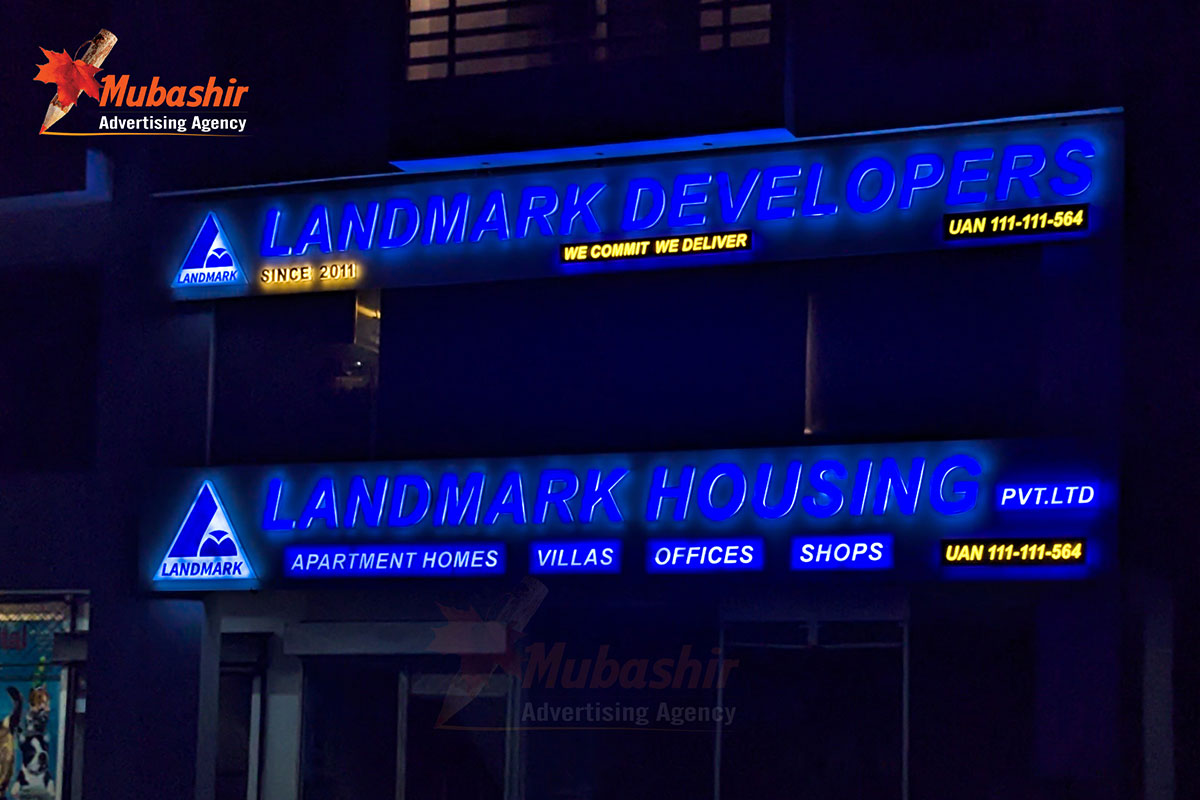 Mubashir
Advertising Agency
LANDMARK DEVELOPERS
LANDMARK
SINCE 2011
WE COMMIT WE DELIVER
UAN 111-111-564
LANDMARK HOUSING PVT.LTD
LANDMARK
APARTMENT HOMES VILLAS OFFICES SHOPS UAN 111-111-564
Mubashir
Advertising Agency